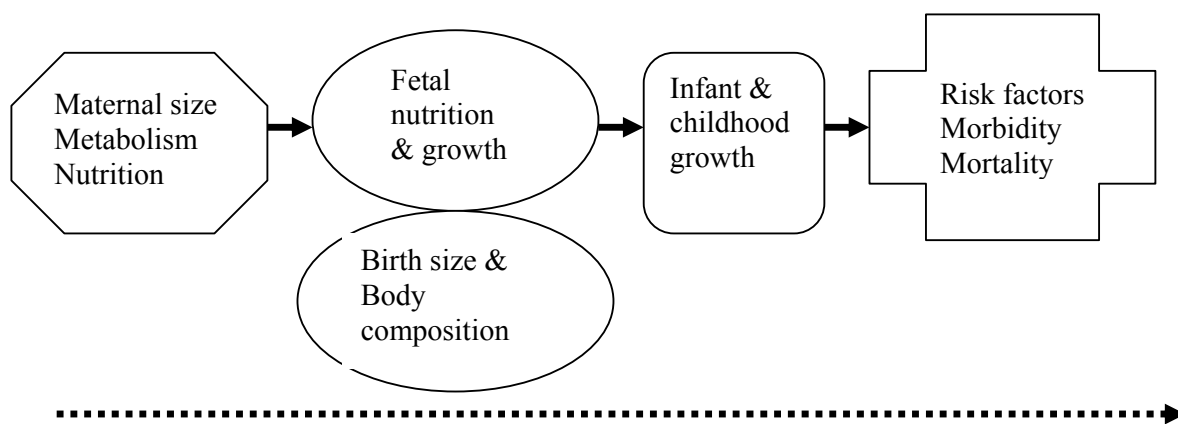 Maternal size
Metabolism
Nutrition
Fetal
nutrition
& growth
Birth size &
Body
composition
Infant &
childhood
growth
Risk factors
Morbidity
Mortality